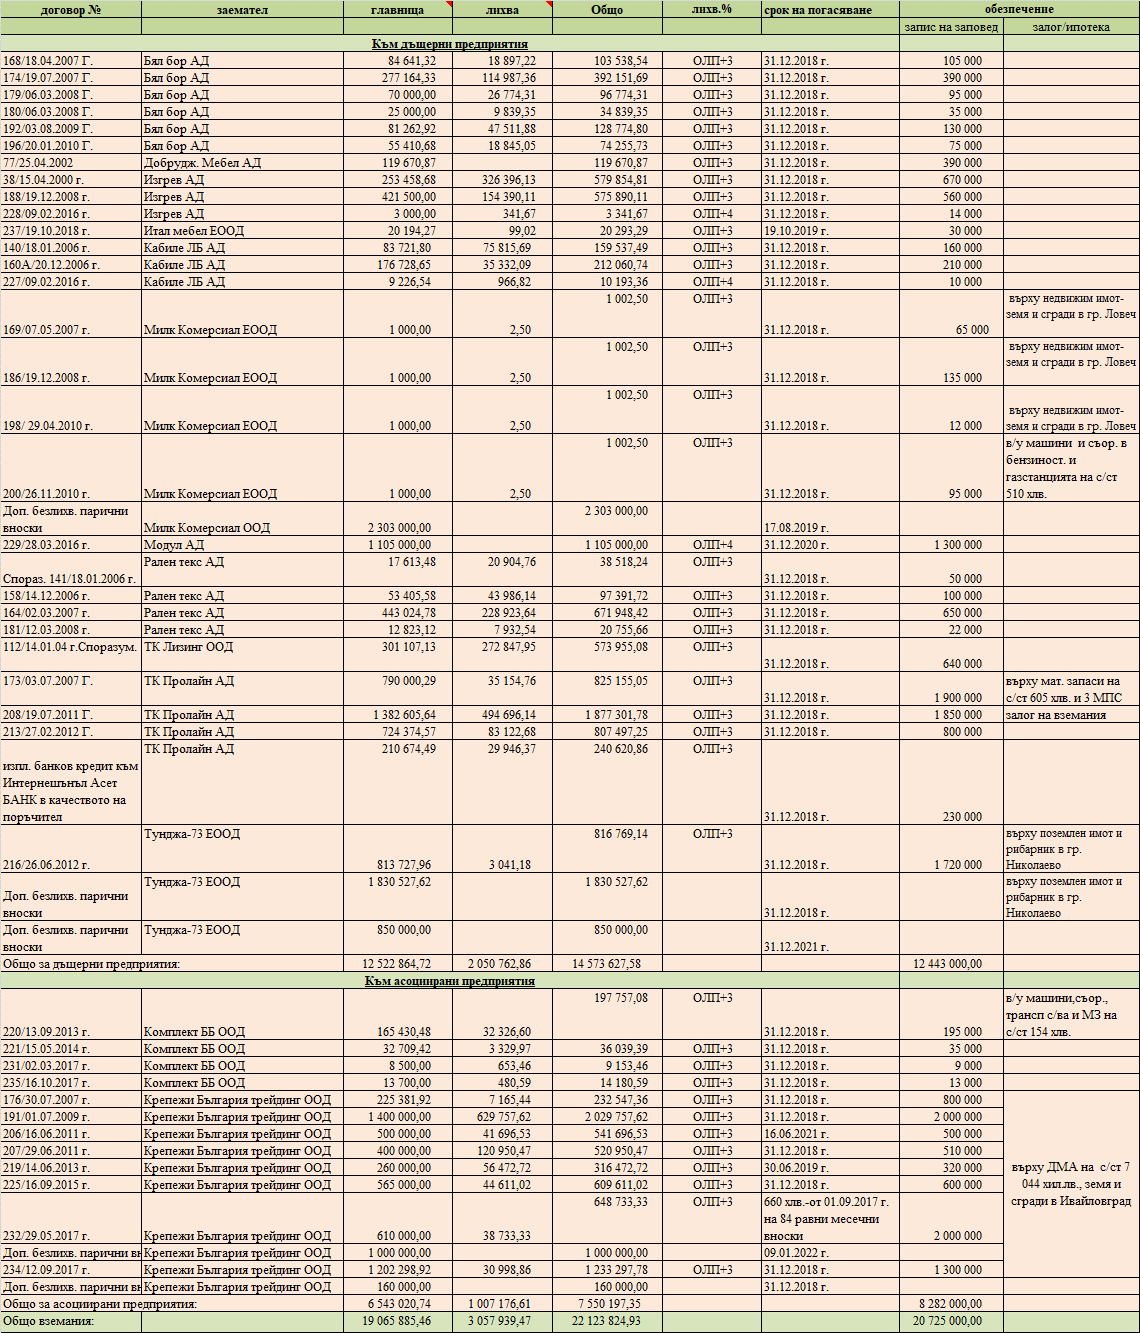 договор № заемател главница лихва Общо лихв.% срок на погасяване обезпечение
запис на заповед залог/ипотека
Към дъщерни предприятия
168/18.04.2007 Г. Бял бор АД 84 641,32 18 897,22 103 538,54 ОЛП+3 31.12.2018 г. 105 000
174/19.07.2007 Г. Бял бор АД 277 164,33 114 987,36 392 151,69 ОЛП+3 31.12.2018 г. 390 000
179/06.03.2008 Г. Бял бор АД 70 000,00 26 774,31 96 774,31 ОЛП+3 31.12.2018 г. 95 000
180/06.03.2008 Г. Бял бор АД 25 000,00 9 839,35 34 839,35 ОЛП+3 31.12.2018 г. 35 000
192/03.08.2009 Г. Бял бор АД 81 262,92 47 511,88 128 774,80 ОЛП+3 31.12.2018 г. 130 000
196/20.01.2010 Г. Бял бор АД 55 410,68 18 845,05 74 255,73 ОЛП+3 31.12.2018 г. 75 000
77/25.04.2002 Добрудж. Мебел АД 119 670,87 119 670,87 ОЛП+3 31.12.2018 г. 390 000
38/15.04.2000 г. Изгрев АД 253 458,68 326 396,13 579 854,81 ОЛП+3 31.12.2018 г. 670 000
188/19.12.2008 г. Изгрев АД 421 500,00 154 390,11 575 890,11 ОЛП+3 31.12.2018 г. 560 000
228/09.02.2016 г. Изгрев АД 3 000,00 341,67 3 341,67 ОЛП+4 31.12.2018 г. 14 000
237/19.10.2018 г. Итал мебел ЕООД 20 194,27 99,02 20 293,29 ОЛП+3 19.10.2019 г. 30 000
140/18.01.2006 г. Кабиле ЛБ АД 83 721,80 75 815,69 159 537,49 ОЛП+3 31.12.2018 г. 160 000
160А/20.12.2006 г. Кабиле ЛБ АД 176 728,65 35 332,09 212 060,74 ОЛП+3 31.12.2018 г. 210 000
227/09.02.2016 г. Кабиле ЛБ АД 9 226,54 966,82 10 193,36 ОЛП+4 31.12.2018 г. 10 000
1 002,50 ОЛП+3 върху недвижим имот-
земя и сгради в гр. Ловеч
169/07.05.2007 г. Милк Комерсиал ЕООД 1 000,00 2,50 31.12.2018 г. 65 000
1 002,50 ОЛП+3 върху недвижим имот-
земя и сгради в гр. Ловеч
186/19.12.2008 г. Милк Комерсиал ЕООД 1 000,00 2,50 31.12.2018 г. 135 000
1 002,50 ОЛП+3
върху недвижим имот-
198/ 29.04.2010 г. Милк Комерсиал ЕООД 1 000,00 2,50 31.12.2018 г. 12 000 земя и сгради в гр. Ловеч
1 002,50 ОЛП+3 в/у машини и съор. в
бензиност. и
газстанцията на с/ст
200/26.11.2010 г. Милк Комерсиал ЕООД 1 000,00 2,50 31.12.2018 г. 95 000 510 хлв.
Доп. безлихв. парични 2 303 000,00
вноски Милк Комерсиал ООД 2 303 000,00 17.08.2019 г.
229/28.03.2016 г. Модул АД 1 105 000,00 1 105 000,00 ОЛП+4 31.12.2020 г. 1 300 000
Рален текс АД 17 613,48 20 904,76 38 518,24 ОЛП+3
Спораз. 141/18.01.2006 г. 31.12.2018 г. 50 000
158/14.12.2006 г. Рален текс АД 53 405,58 43 986,14 97 391,72 ОЛП+3 31.12.2018 г. 100 000
164/02.03.2007 г. Рален текс АД 443 024,78 228 923,64 671 948,42 ОЛП+3 31.12.2018 г. 650 000
181/12.03.2008 г. Рален текс АД 12 823,12 7 932,54 20 755,66 ОЛП+3 31.12.2018 г. 22 000
112/14.01.04 г.Споразум. ТК Лизинг ООД 301 107,13 272 847,95 573 955,08 ОЛП+3
31.12.2018 г. 640 000
173/03.07.2007 Г. ТК Пролайн АД 790 000,29 35 154,76 825 155,05 ОЛП+3 върху мат. запаси на
31.12.2018 г. 1 900 000 с/ст 605 хлв. и 3 МПС
208/19.07.2011 Г. ТК Пролайн АД 1 382 605,64 494 696,14 1 877 301,78 ОЛП+3 31.12.2018 г. 1 850 000 залог на вземания
213/27.02.2012 Г. ТК Пролайн АД 724 374,57 83 122,68 807 497,25 ОЛП+3 31.12.2018 г. 800 000
ТК Пролайн АД 210 674,49 29 946,37 240 620,86 ОЛП+3
изпл. банков кредит към
Интернешънъл Асет
БАНК в качеството на
поръчител 31.12.2018 г. 230 000
Тунджа-73 ЕООД 816 769,14 ОЛП+3 върху поземлен имот и
рибарник в гр.
216/26.06.2012 г. 813 727,96 3 041,18 31.12.2018 г. 1 720 000 Николаево
Тунджа-73 ЕООД 1 830 527,62 1 830 527,62 върху поземлен имот и
Доп. безлихв. парични рибарник в гр.
вноски 31.12.2018 г. Николаево
Доп. безлихв. парични Тунджа-73 ЕООД 850 000,00 850 000,00
вноски 31.12.2021 г.
Общо за дъщерни предприятия: 12 522 864,72 2 050 762,86 14 573 627,58 12 443 000,00
Към асоциирани предприятия
197 757,08 ОЛП+3 в/у машини,съор.,
трансп с/ва и МЗ на
220/13.09.2013 г. Комплект ББ ООД 165 430,48 32 326,60 31.12.2018 г. 195 000 с/ст 154 хлв.
221/15.05.2014 г. Комплект ББ ООД 32 709,42 3 329,97 36 039,39 ОЛП+3 31.12.2018 г. 35 000
231/02.03.2017 г. Комплект ББ ООД 8 500,00 653,46 9 153,46 ОЛП+3 31.12.2018 г. 9 000
235/16.10.2017 г. Комплект ББ ООД 13 700,00 480,59 14 180,59 ОЛП+3 31.12.2018 г. 13 000
176/30.07.2007 г. Крепежи България трейдинг ООД 225 381,92 7 165,44 232 547,36 ОЛП+3 31.12.2018 г. 800 000
191/01.07.2009 г. Крепежи България трейдинг ООД 1 400 000,00 629 757,62 2 029 757,62 ОЛП+3 31.12.2018 г. 2 000 000
206/16.06.2011 г. Крепежи България трейдинг ООД 500 000,00 41 696,53 541 696,53 ОЛП+3 16.06.2021 г. 500 000
207/29.06.2011 г. Крепежи България трейдинг ООД 400 000,00 120 950,47 520 950,47 ОЛП+3 31.12.2018 г. 510 000
219/14.06.2013 г. Крепежи България трейдинг ООД 260 000,00 56 472,72 316 472,72 ОЛП+3 30.06.2019 г. 320 000 върху ДМА на с/ст 7
225/16.09.2015 г. Крепежи България трейдинг ООД 565 000,00 44 611,02 609 611,02 ОЛП+3 31.12.2018 г. 600 000 044 хил.лв., земя и
648 733,33 ОЛП+3 660 хлв.-от 01.09.2017 г. сгради в Ивайловград
на 84 равни месечни
232/29.05.2017 г. Крепежи България трейдинг ООД 610 000,00 38 733,33 вноски 2 000 000
Доп. безлихв. парични вн Крепежи България трейдинг ООД 1 000 000,00 1 000 000,00 09.01.2022 г.
234/12.09.2017 г. Крепежи България трейдинг ООД 1 202 298,92 30 998,86 1 233 297,78 ОЛП+3 31.12.2018 г. 1 300 000
Доп. безлихв. парични вн Крепежи България трейдинг ООД 160 000,00 160 000,00 31.12.2018 г.
Общо за асоциирани предприятия: 6 543 020,74 1 007 176,61 7 550 197,35 8 282 000,00
Общо вземания: 19 065 885,46 3 057 939,47 22 123 824,93 20 725 000,00